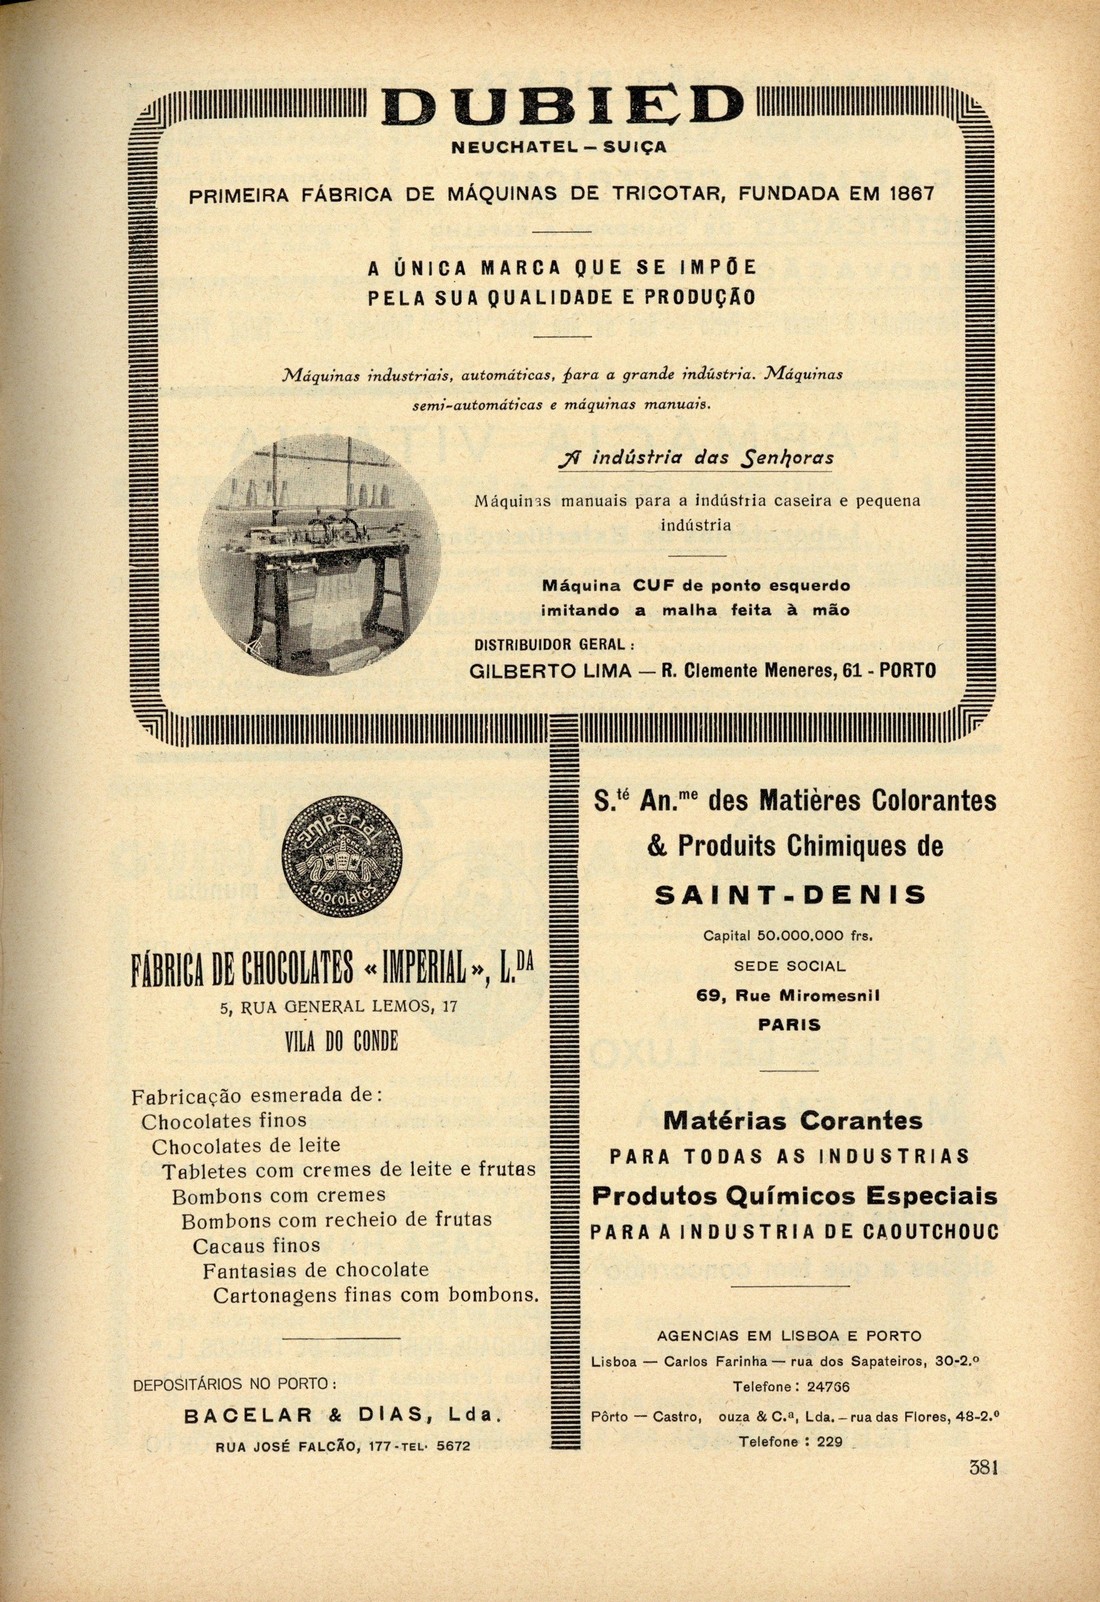 DUBIED
NEUCHATEL – SUIÇA
PRIMEIRA FÁBRICA DE MÁQUINAS DE TRICOTAR, FUNDADA EM 1867
A ÚNICA MARCA QUE SE IMPÕE
PELA SUA QUALIDADE E PRODUÇÃO
Máquinas industriais, automáticas, para a grande indústria. Máquinas
semi-automáticas e máquinas manuais.
A indústria das Senhoras
Máquinas manuais para a indústria caseira e pequena
indústria
Máquina CUF de ponto esquerdo
imitando a malha feita à mão
DISTRIBUIDOR GERAL :
GILBERTO LIMA — R. Clemente Meneres, 61 - PORTO
Imperial
chocolates
FÁBRICA DE CHOCOLATES « IMPERIAL », L.DA
5, RUA GENERAL LEMOS, 17
VILA DO CONDE
Fabricação esmerada de :
Chocolates finos
Chocolates de leite
Tabletes com cremes de leite e frutas
Bombons com cremes
Bombons com recheio de frutas
Cacaus finos
Fantasias de chocolate
Cartonagens finas com bombons.
DEPOSITÁRIOS NO PORTO :
BACELAR & DIAS, Lda.
RUA JOSÉ FALCÃO, 177 - TEL. 5672
S.té An.me des Matières Colorantes
& Produits Chimiques de
SAINT-DENIS
Capital 50.000.000 frs.
SEDE SOCIAL
69, Rue Miromesnil
PARIS
Matérias Corantes
PARA TODAS AS INDUSTRIAS
Produtos Químicos Especiais
PARA A INDUSTRIA DE CAOUTCHOUC
AGENCIAS EM LISBOA E PORTO
Lisboa — Carlos Farinha — rua dos Sapateiros, 30-2.º
Telefone : 24766
Pôrto — Castro, ouza & C.ª, Lda. – rua das Flores, 48-2.º
Telefone : 229
381